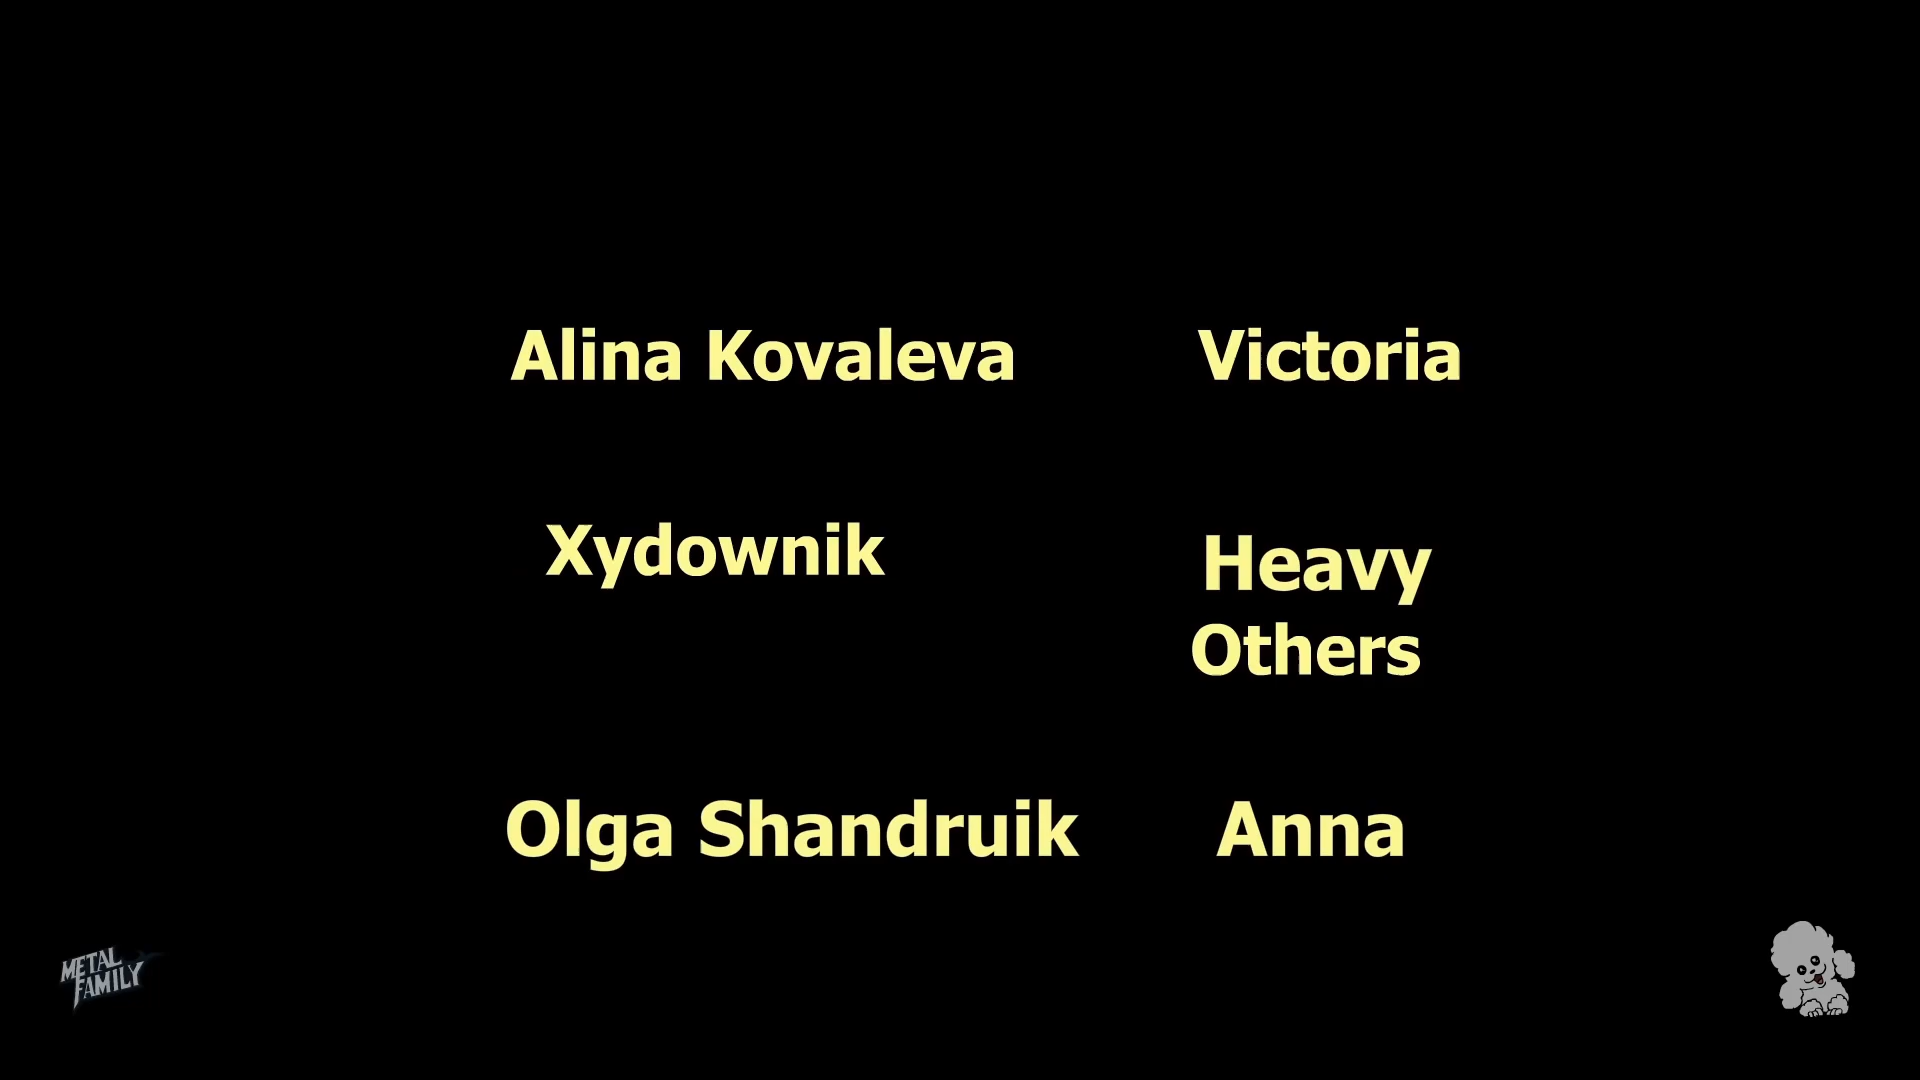 Alina Kovaleva Victoria
Xydownik Heavy
Others
Olga Shandruik Anna
METAL
FAMILY